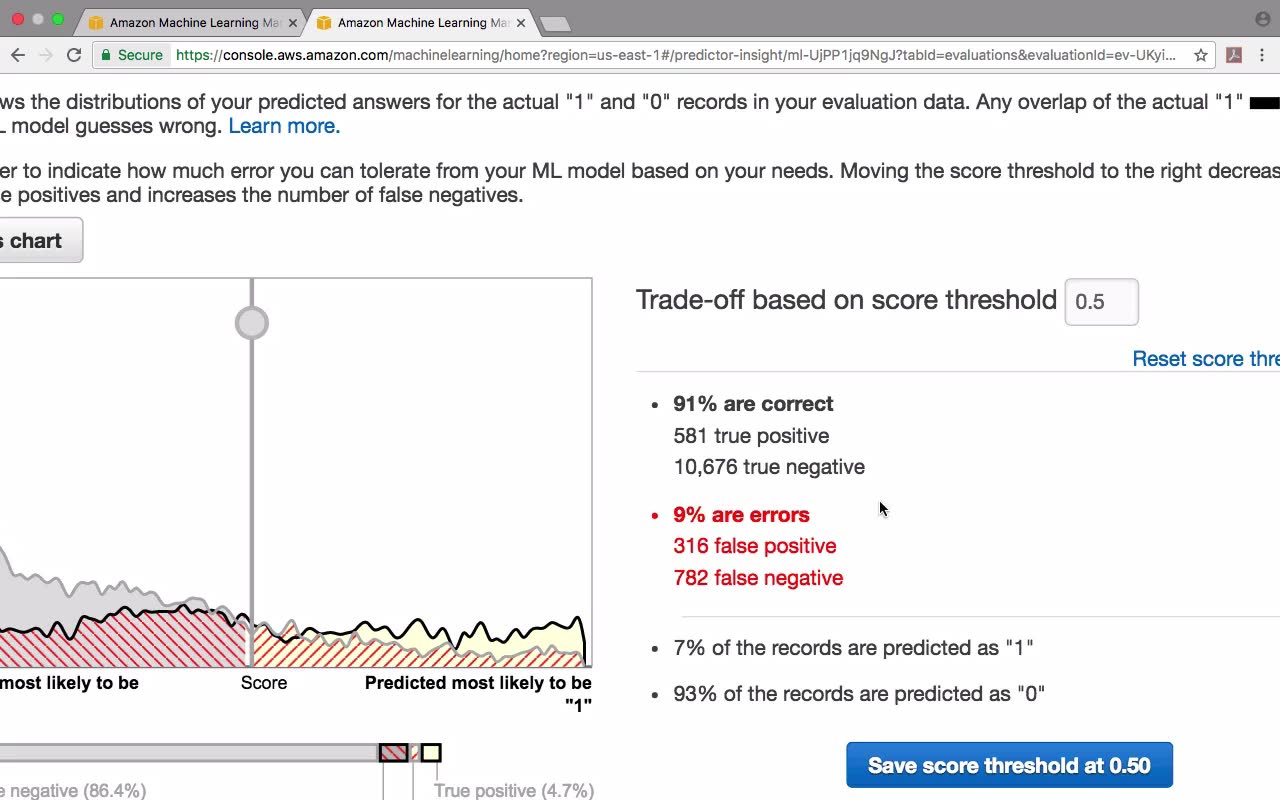 Amazon Machine Learning Ma
Amazon Machine Learning Ma
Secure https://console.aws.amazon.com/machinelearning/home?region=us-east-1#/predictor-insight/ml-UjPP1jq9NgJ?tabId=evaluations&evaluationId=ev-UKyi...
ws the distributions of your predicted answers for the actual "1" and "0" records in your evaluation data. Any overlap of the actual "1"
L model guesses wrong. Learn more.
er to indicate how much error you can tolerate from your ML model based on your needs. Moving the score threshold to the right decreas
e positives and increases the number of false negatives.
s chart
Trade-off based on score threshold 0.5
Reset score thre
• 91% are correct
581 true positive
10,676 true negative
• 9% are errors
316 false positive
782 false negative
• 7% of the records are predicted as "1"
• 93% of the records are predicted as "0"
most likely to be
Score
Predicted most likely to be
"1"
Save score threshold at 0.50
e negative (86.4%)
True positive (4.7%)